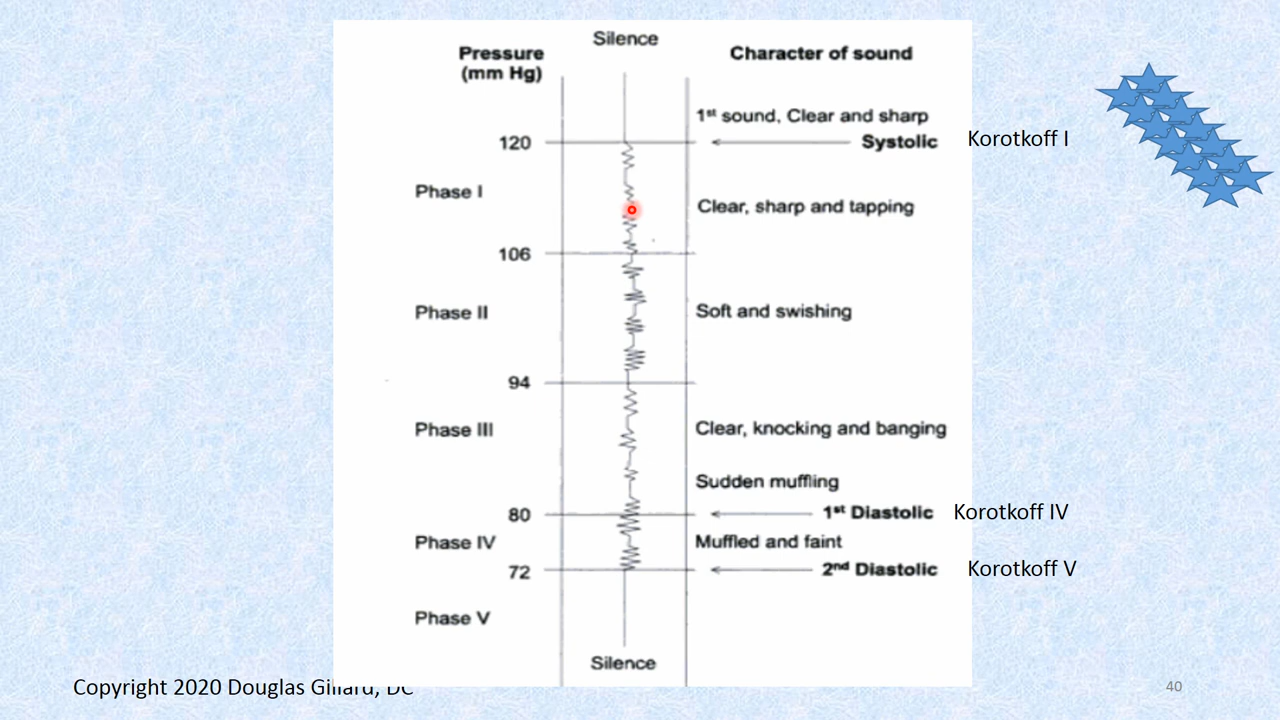 Silence
Pressure
(mm Hg)
Character of sound
1st sound, Clear and sharp
120
Systolic
Korotkoff I
Phase I
Clear, sharp and tapping
106
Phase II
Soft and swishing
94
Phase III
Clear, knocking and banging
Sudden muffling
80
1st Diastolic
Korotkoff IV
Phase IV
Muffled and faint
72
2nd Diastolic
Korotkoff V
Phase V
Silence
Copyright 2020 Douglas Gillard, DC
40